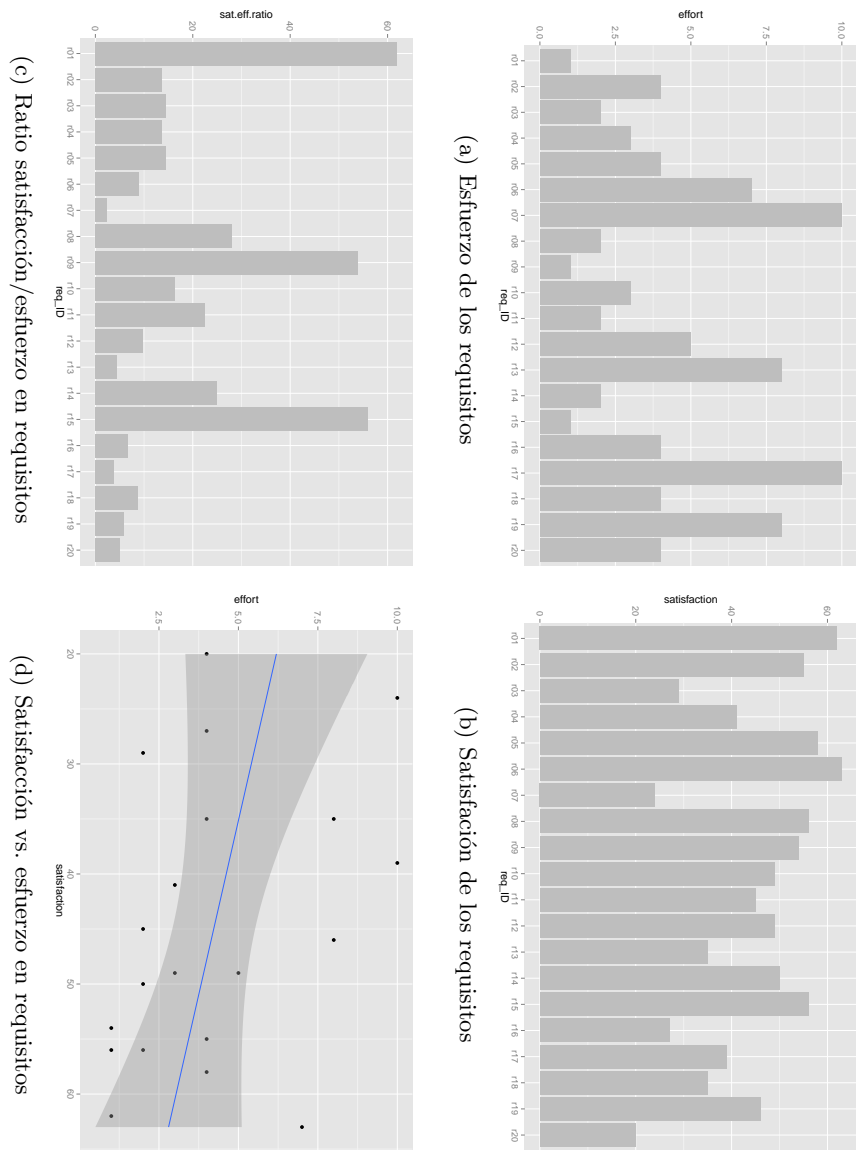 effort
10.0
7.5
5.0
2.5
0.0
r01 r02 r03 r04 r05 r06 r07 r08 r09 r10 r11 r12 r13 r14 r15 r16 r17 r18 r19 r20
req_ID
(a) Esfuerzo de los requisitos
satisfaction
60
40
20
0
r01 r02 r03 r04 r05 r06 r07 r08 r09 r10 r11 r12 r13 r14 r15 r16 r17 r18 r19 r20
req_ID
(b) Satisfación de los requisitos
sat.eff.ratio
60
40
20
0
r01 r02 r03 r04 r05 r06 r07 r08 r09 r10 r11 r12 r13 r14 r15 r16 r17 r18 r19 r20
req_ID
(c) Ratio satisfacción/esfuerzo en requisitos
effort
10.0
7.5
5.0
2.5
20 30 40 50 60
satisfaction
(d) Satisfacción vs. esfuerzo en requisitos